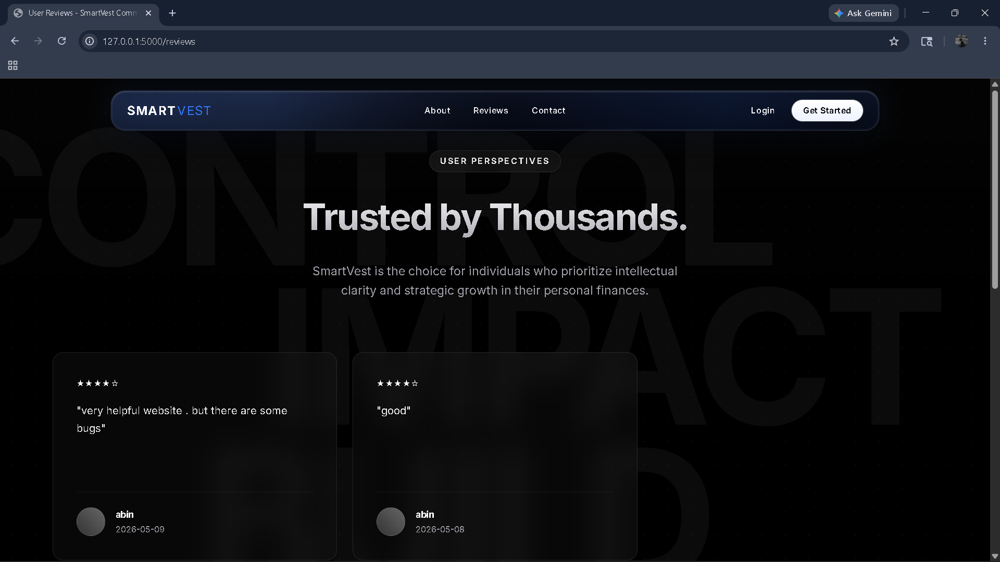 User Reviews - SmartVest Comm
Ask Gemini
127.0.0.1:5000/reviews
SMARTVEST
About
Reviews
Contact
Login
Get Started
USER PERSPECTIVES
CONTROL
Trusted by Thousands.
SmartVest is the choice for individuals who prioritize intellectual
clarity and strategic growth in their personal finances.
IMPACT
★★★★☆
"very helpful website . but there are some
bugs"
abin
2026-05-09
★★★★☆
"good"
abin
2026-05-08